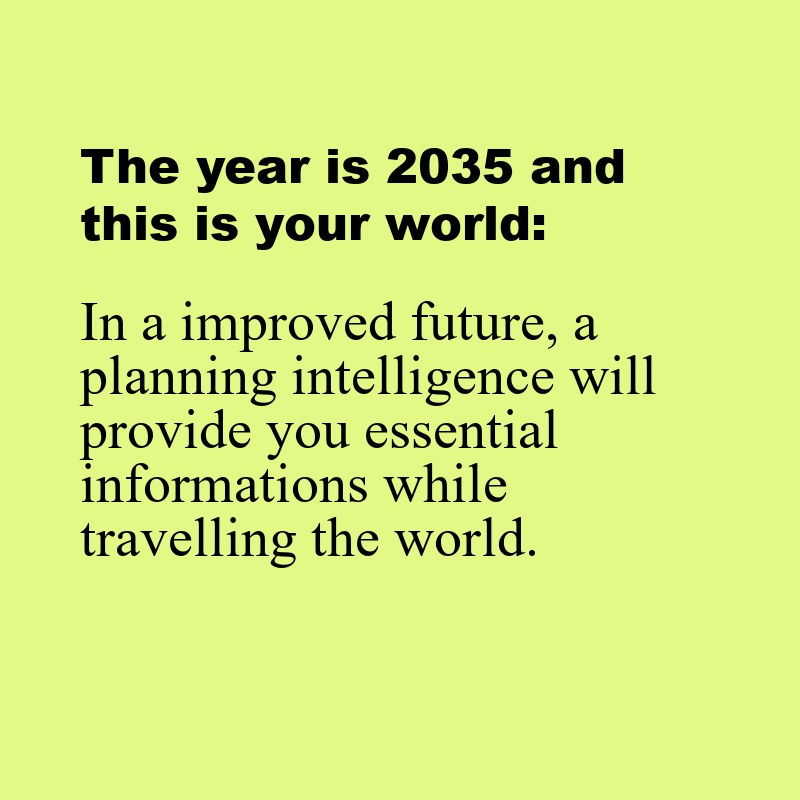 The year is 2035 and
this is your world:
In a improved future, a
planning intelligence will
provide you essential
informations while
travelling the world.